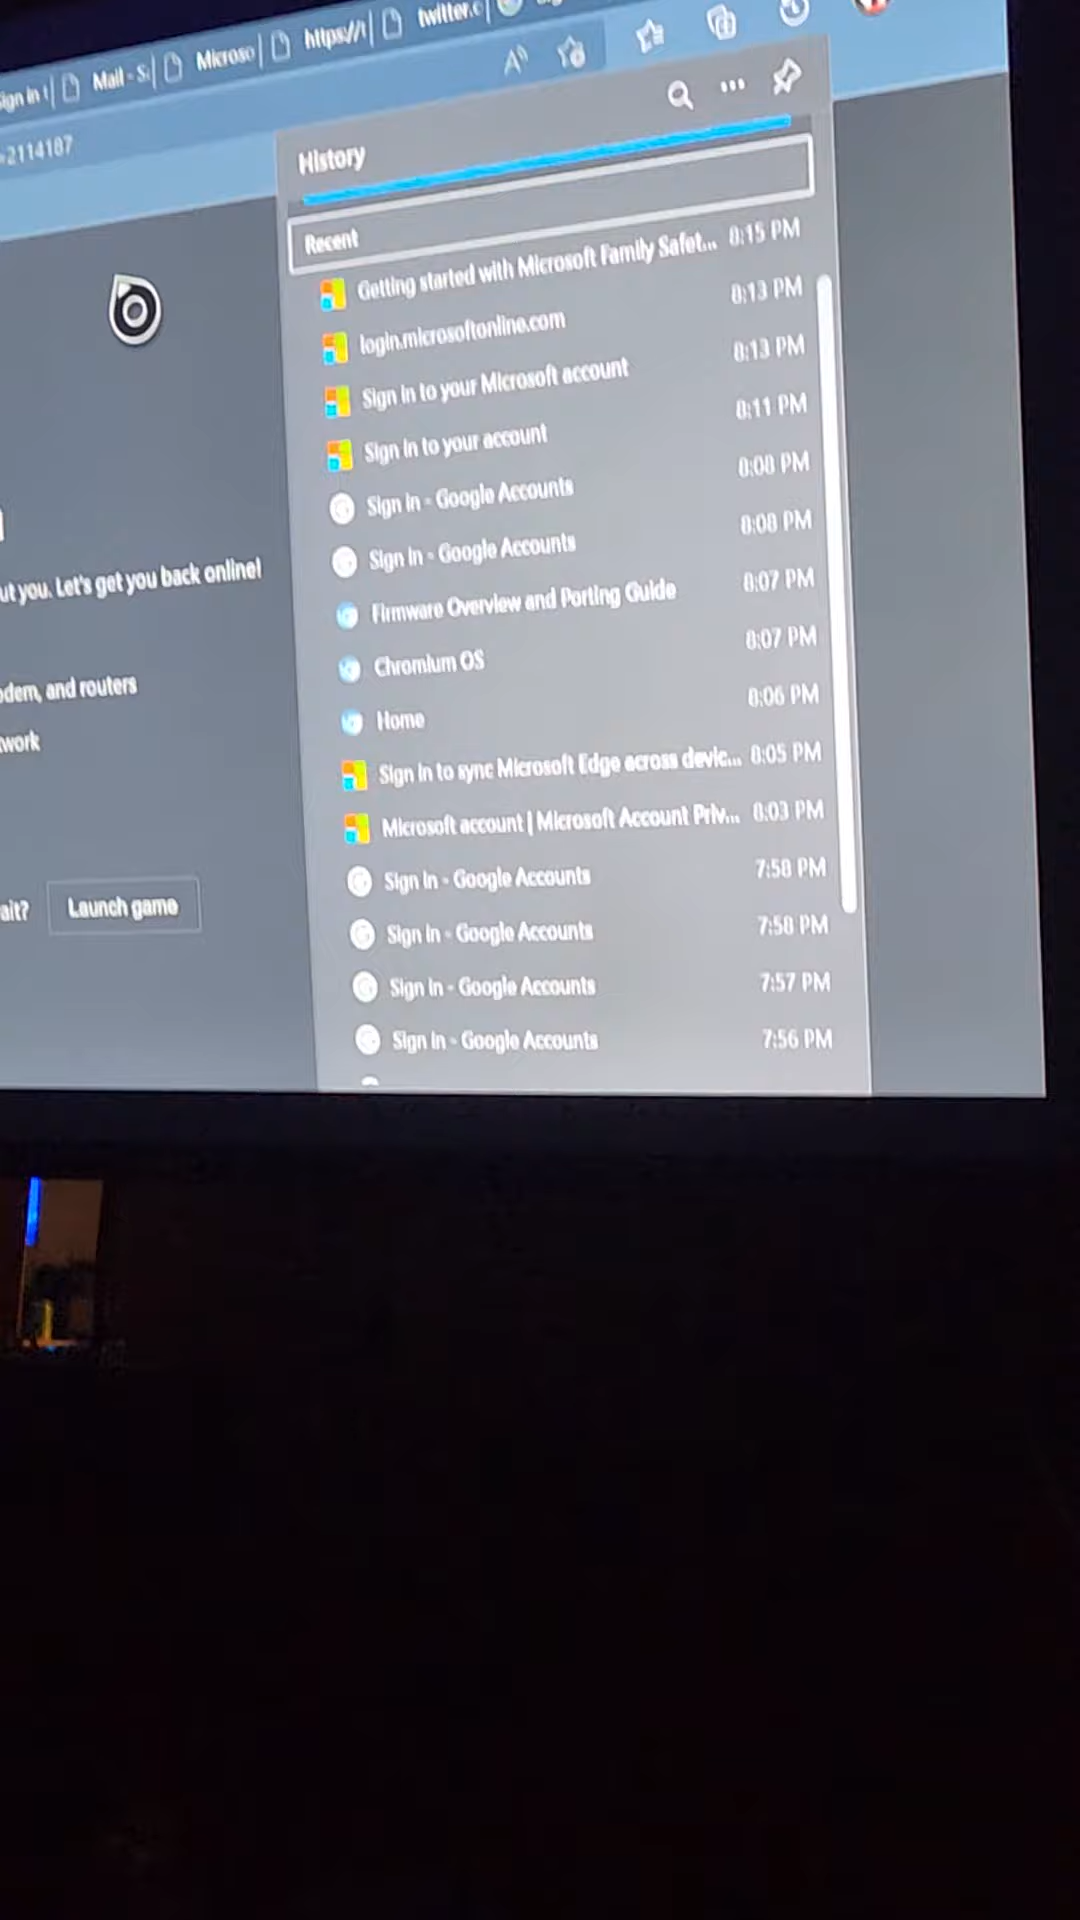 Sign in t
Mail - S
Microso
https://t
twitter.c
=2114187
History
Recent
Getting started with Microsoft Family Safet... 8:15 PM
login.microsoftonline.com 8:13 PM
Sign in to your Microsoft account 8:13 PM
Sign in to your account 8:11 PM
Sign in - Google Accounts 8:08 PM
Sign in - Google Accounts 8:08 PM
Firmware Overview and Porting Guide 8:07 PM
Chromium OS 8:07 PM
Home 8:06 PM
Sign in to sync Microsoft Edge across devic... 8:05 PM
Microsoft account | Microsoft Account Priv... 8:03 PM
Sign in - Google Accounts 7:58 PM
Sign in - Google Accounts 7:58 PM
Sign in - Google Accounts 7:57 PM
Sign in - Google Accounts 7:56 PM
ut you. Let's get you back online!
odem, and routers
twork
ait?
Launch game